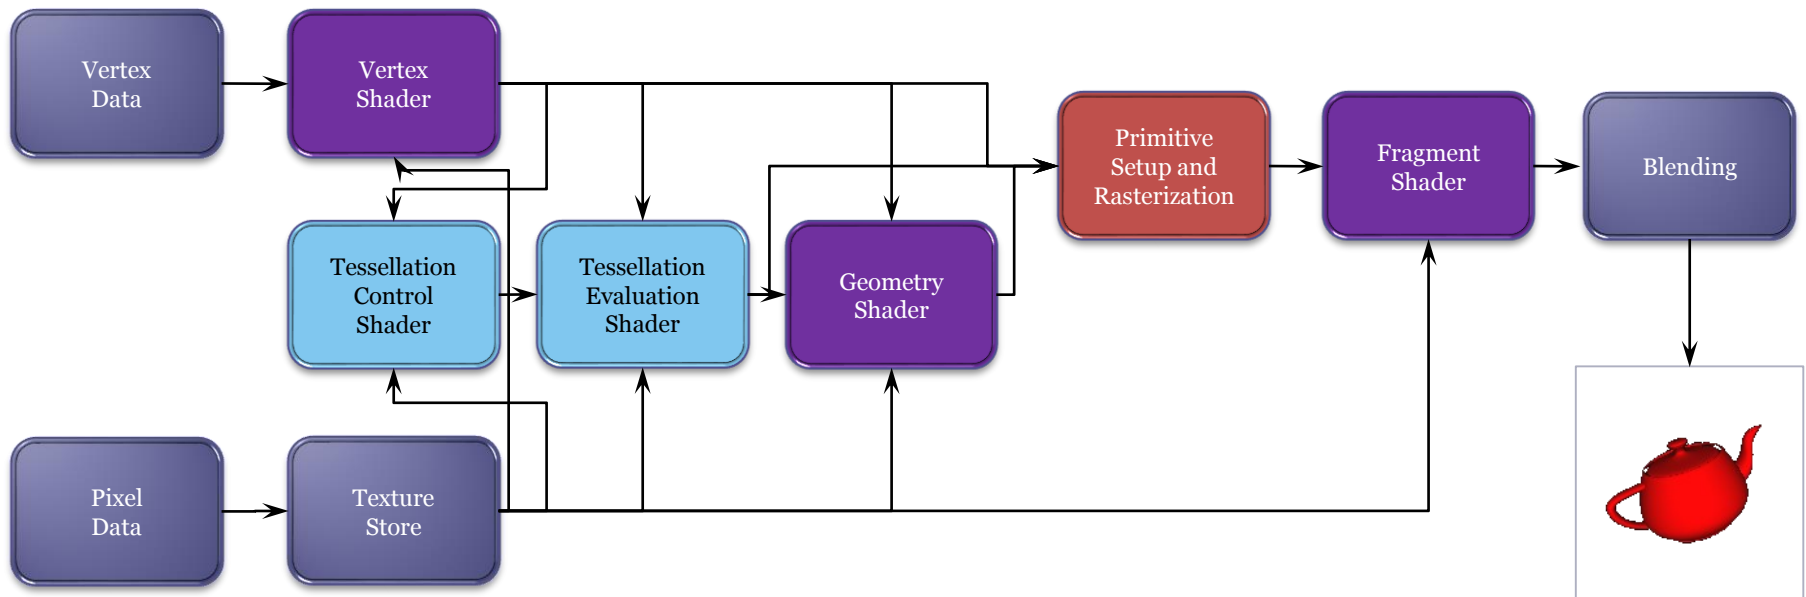 Vertex
Data
Vertex
Shader
Primitive
Setup and
Rasterization
Fragment
Shader
Blending
Tessellation
Control
Shader
Tessellation
Evaluation
Shader
Geometry
Shader
Pixel
Data
Texture
Store